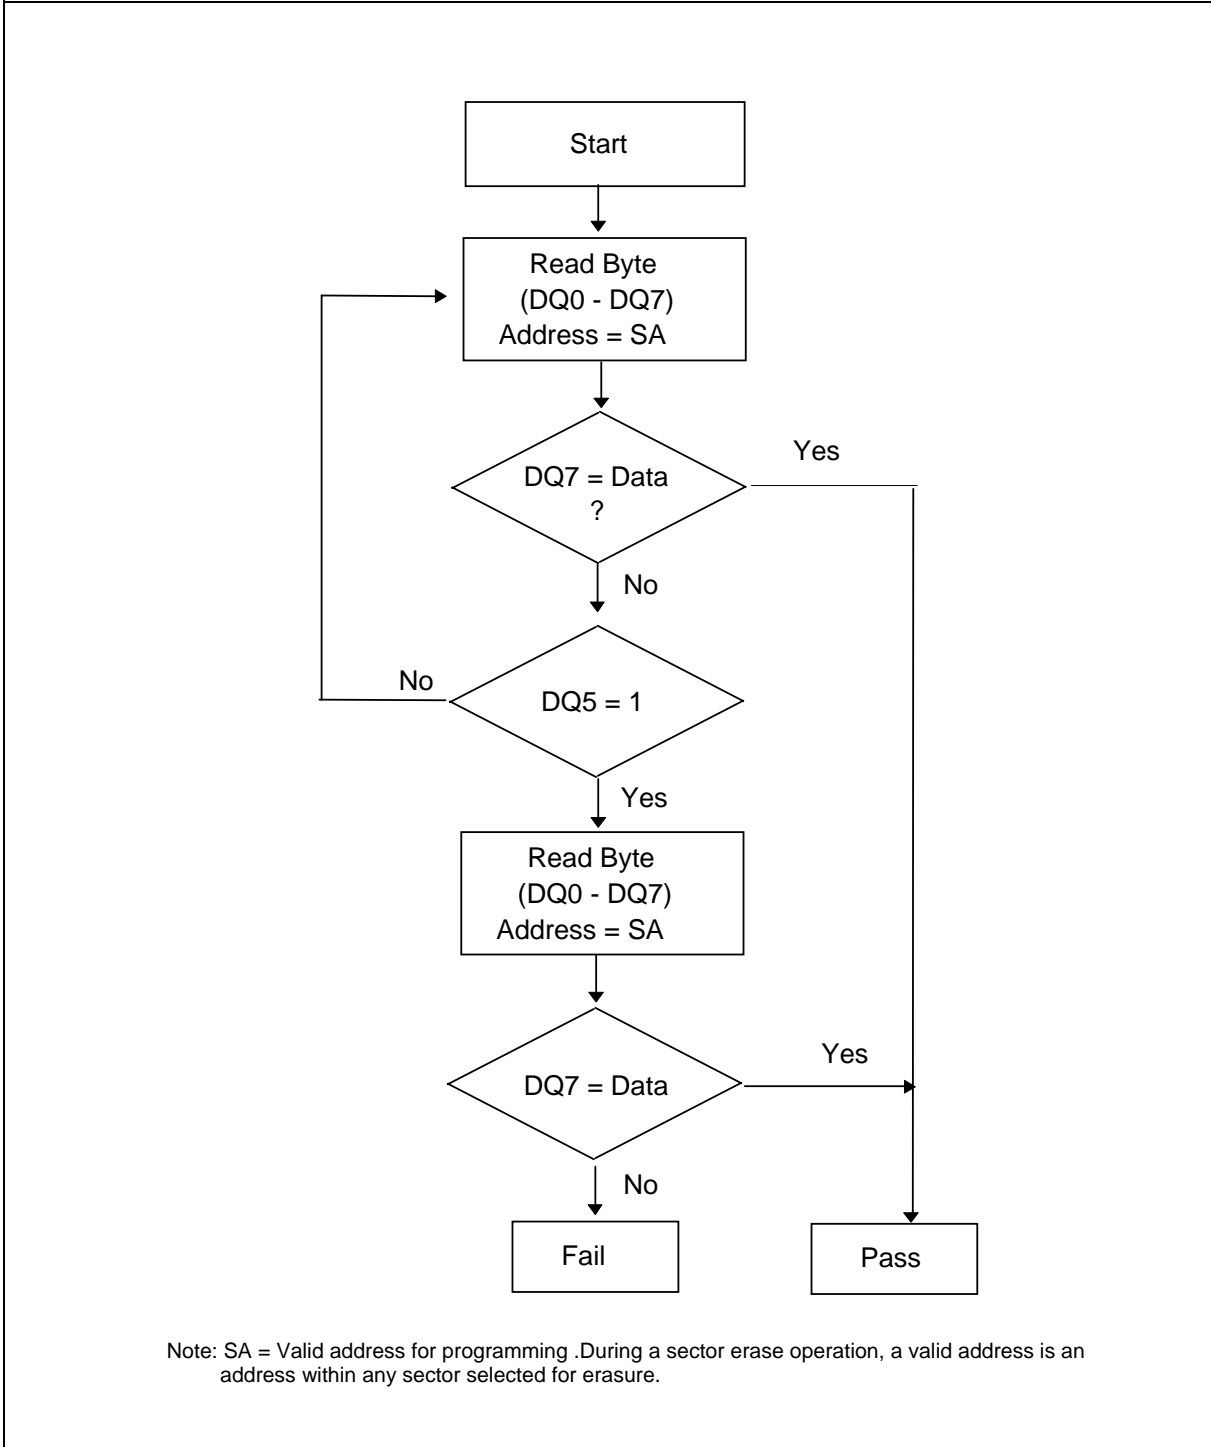 Start
Read Byte
(DQ0 - DQ7)
Address = SA
DQ7 = Data
?
Yes
No
DQ5 = 1
No
Yes
Read Byte
(DQ0 - DQ7)
Address = SA
DQ7 = Data
Yes
No
Fail
Pass
Note: SA = Valid address for programming .During a sector erase operation, a valid address is an
address within any sector selected for erasure.